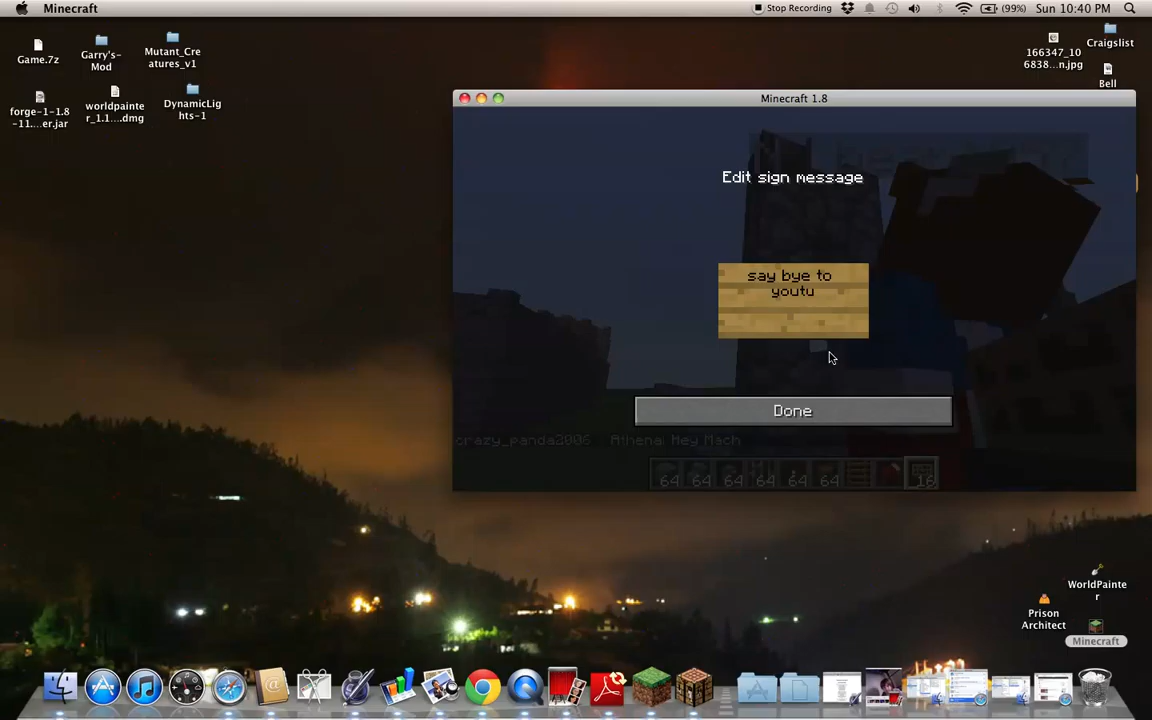 Minecraft
Stop Recording
(99%)
Sun 10:40 PM
Game.7z
Garry's-
Mod
Mutant_Cre
atures_v1
forge-1-1.8
-11....er.jar
worldpainte
r_1.1....dmg
DynamicLig
hts-1
166347_10
6838...n.jpg
Craigslist
Bell
Minecraft 1.8
Edit sign message
say bye to
youtu
Done
crazy_panda2006 Athena: Hey Mach
64 64 64 64 64 64 16
WorldPainte
r
Prison
Architect
Minecraft